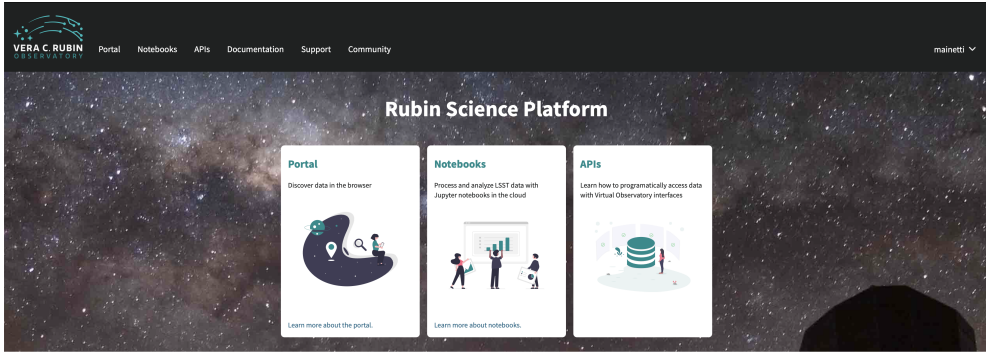 VERA C. RUBIN
OBSERVATORY
Portal Notebooks APIs Documentation Support Community
mainetti
Rubin Science Platform
Portal
Discover data in the browser
Learn more about the portal.
Notebooks
Process and analyze LSST data with
Jupyter notebooks in the cloud
Learn more about notebooks.
APIs
Learn how to programatically access data
with Virtual Observatory interfaces